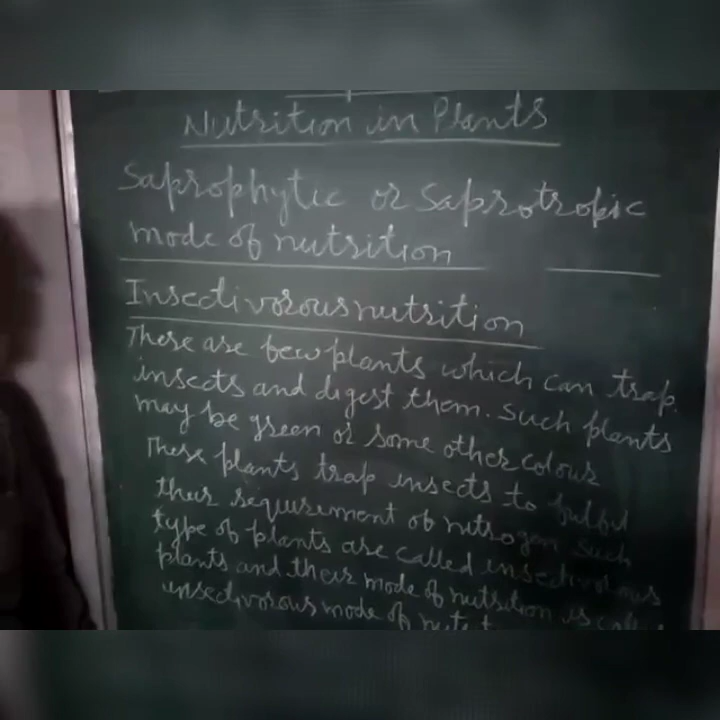 Nutrition in Plants
Saprophytic or Saprotropic
mode of nutrition
Insectivorous nutrition
There are few plants which can trap
insects and digest them. Such plants
may be green or some other colour
These plants trap insects to fulfil
their requirement of nitrogen such
type of plants are called insectivorous
plants and their mode of nutrition is
insectivorous mode of